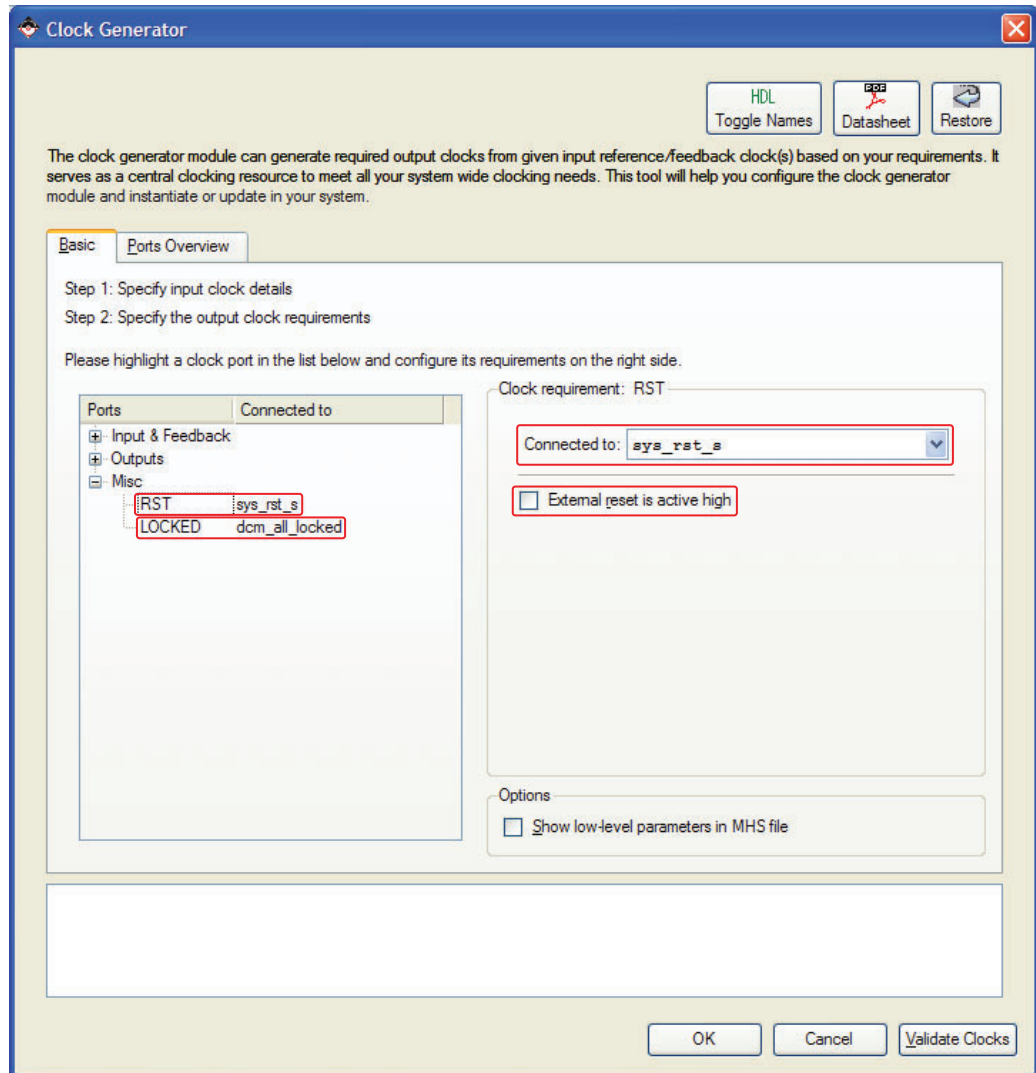 Clock Generator
HDL
Toggle Names
PDF
Datasheet
Restore
The clock generator module can generate required output clocks from given input reference/feedback clock(s) based on your requirements. It
serves as a central clocking resource to meet all your system wide clocking needs. This tool will help you configure the clock generator
module and instantiate or update in your system.
Basic
Ports Overview
Step 1: Specify input clock details
Step 2: Specify the output clock requirements
Please highlight a clock port in the list below and configure its requirements on the right side.
Ports Connected to
Input & Feedback
Outputs
Misc
RST sys_rst_s
LOCKED dcm_all_locked
Clock requirement: RST
Connected to: sys_rst_s
External reset is active high
Options
Show low-level parameters in MHS file
OK
Cancel
Validate Clocks